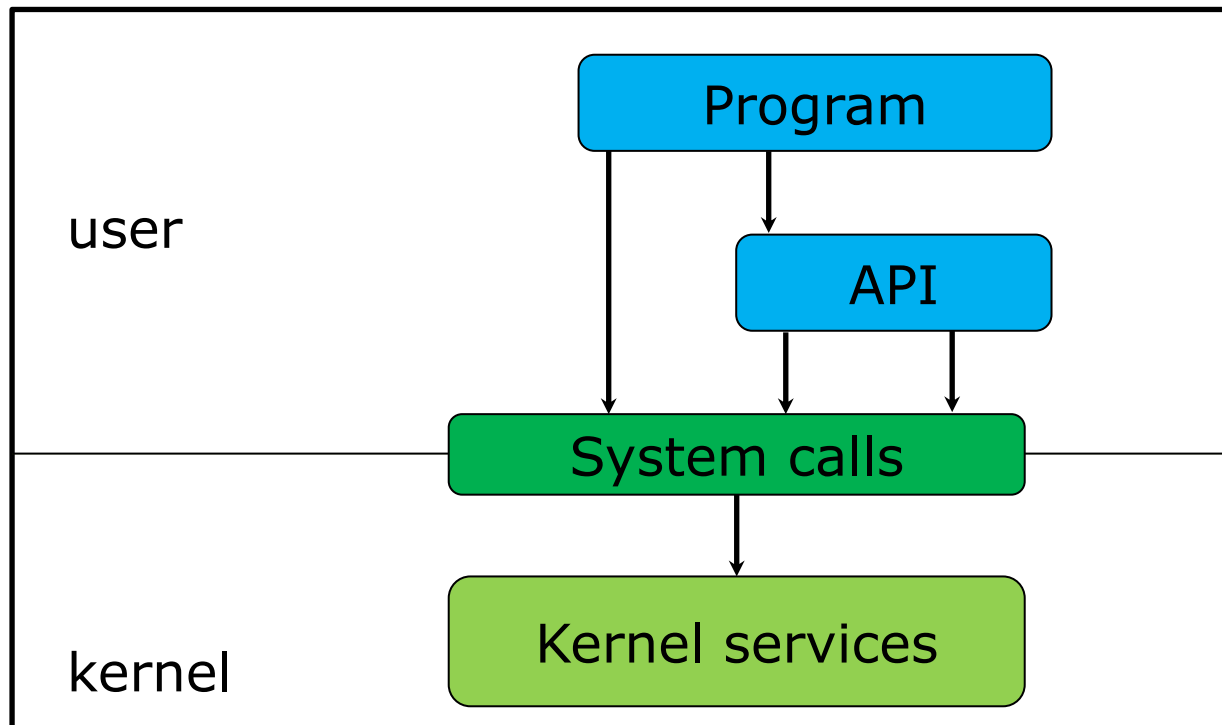 Program
user
API
System calls
Kernel services
kernel